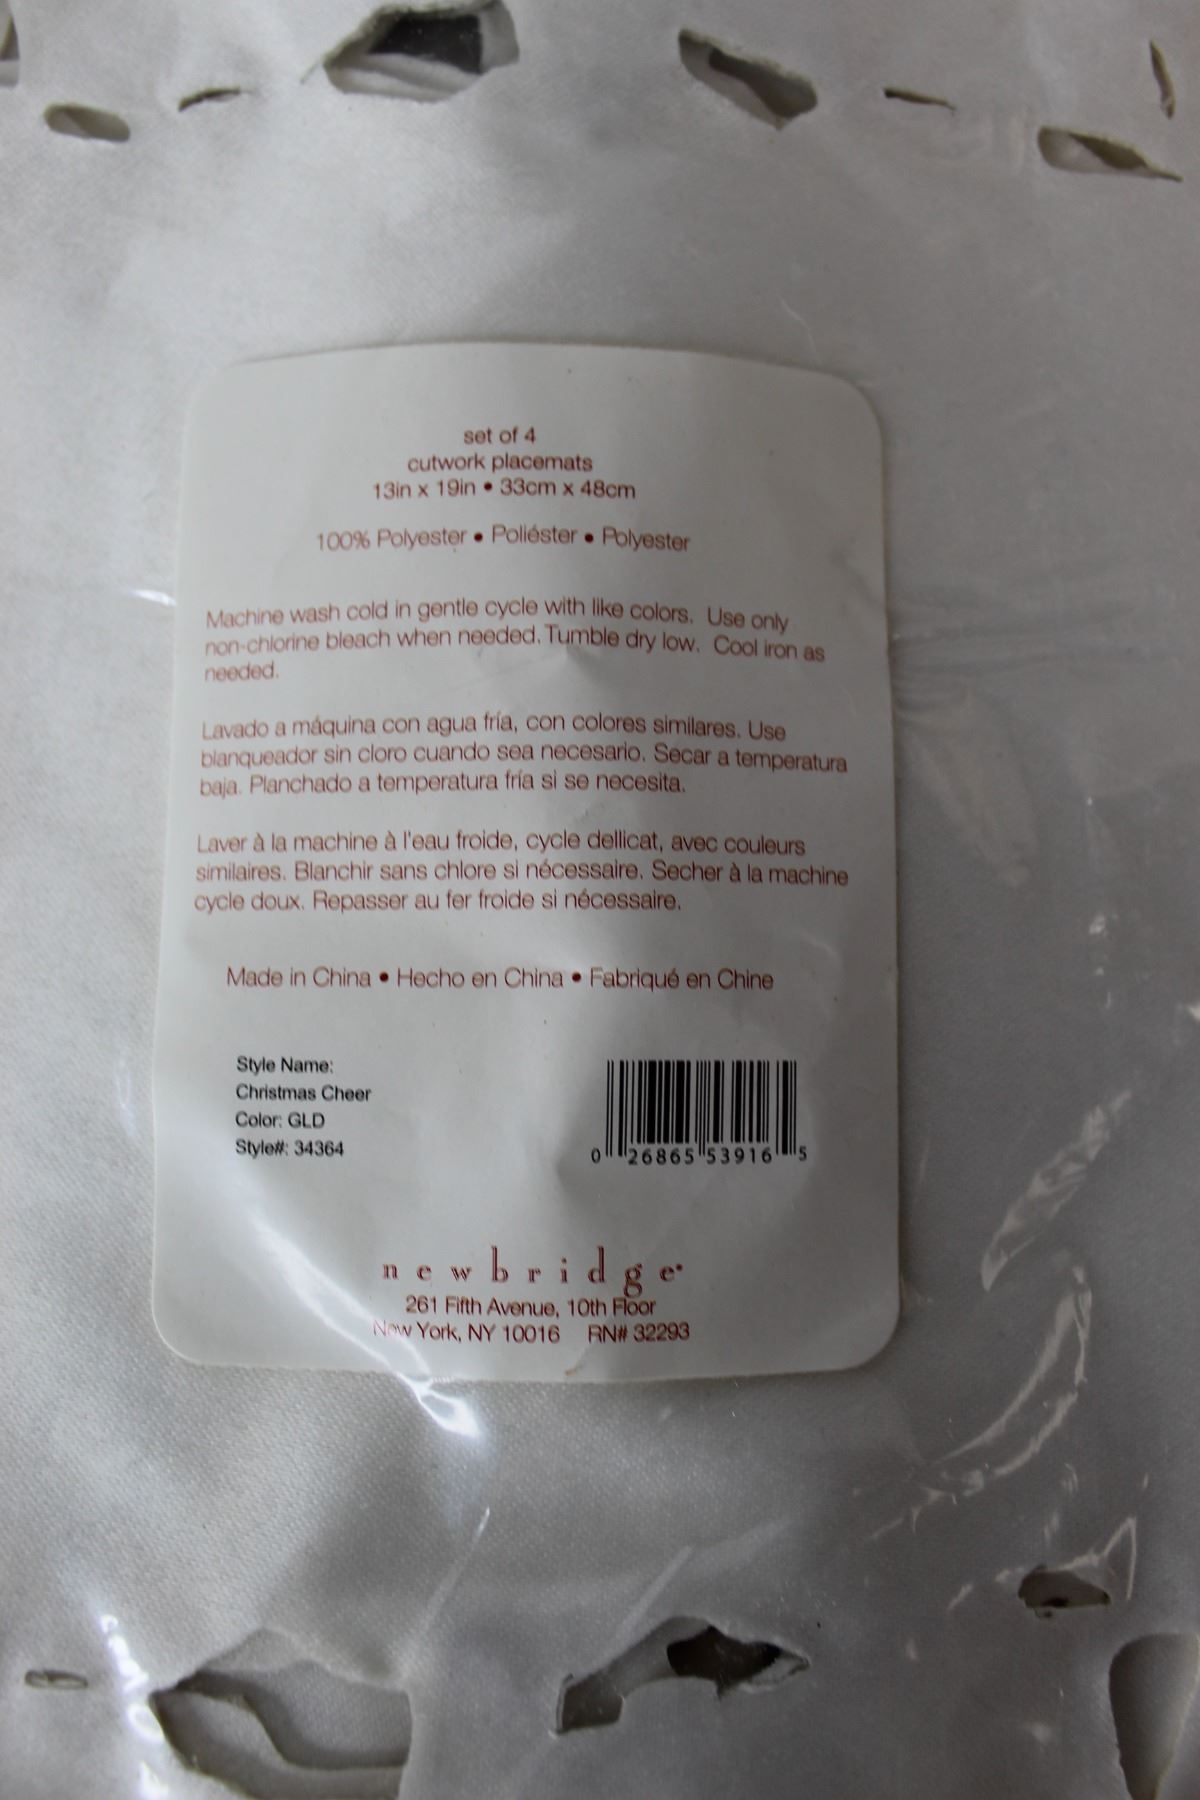 set of 4
cutwork placemats
13in x 19in • 33cm x 48cm
100% Polyester • Poliéster • Polyester
Machine wash cold in gentle cycle with like colors. Use only
non-chlorine bleach when needed. Tumble dry low. Cool iron as
needed.
Lavado a máquina con agua fría, con colores similares. Use
blanqueador sin cloro cuando sea necesario. Secar a temperatura
baja. Planchado a temperatura fría si se necesita.
Laver à la machine à l'eau froide, cycle dellicat, avec couleurs
similaires. Blanchir sans chlore si nécessaire. Secher à la machine
cycle doux. Repasser au fer froide si nécessaire.
Made in China • Hecho en China • Fabriqué en Chine
Style Name:
Christmas Cheer
Color: GLD
Style#: 34364
0 26865 53916 5
newbridge
261 Fifth Avenue, 10th Floor
New York, NY 10016 RN# 32293